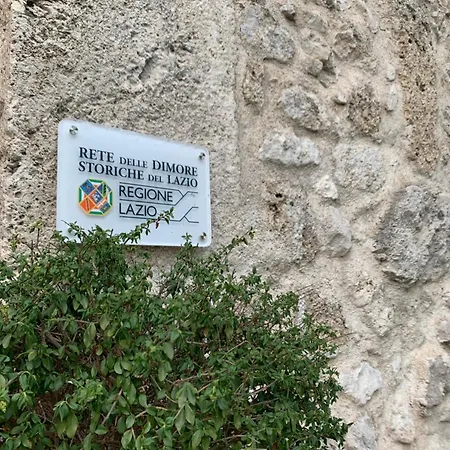 RETE DELLE DIMORE
STORICHE DEL LAZIO
REGIONE
LAZIO